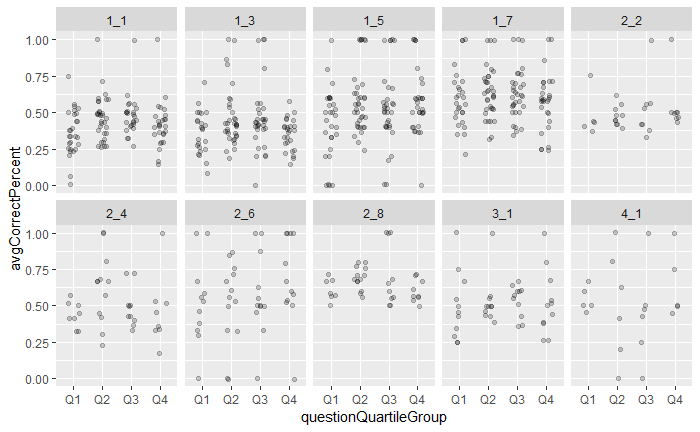 1_1 1_3 1_5 1_7 2_2
1.00
0.75
0.50
0.25
0.00
2_4 2_6 2_8 3_1 4_1
1.00
0.75
0.50
0.25
0.00
avgCorrectPercent
Q1 Q2 Q3 Q4 Q1 Q2 Q3 Q4 Q1 Q2 Q3 Q4 Q1 Q2 Q3 Q4 Q1 Q2 Q3 Q4
questionQuartileGroup